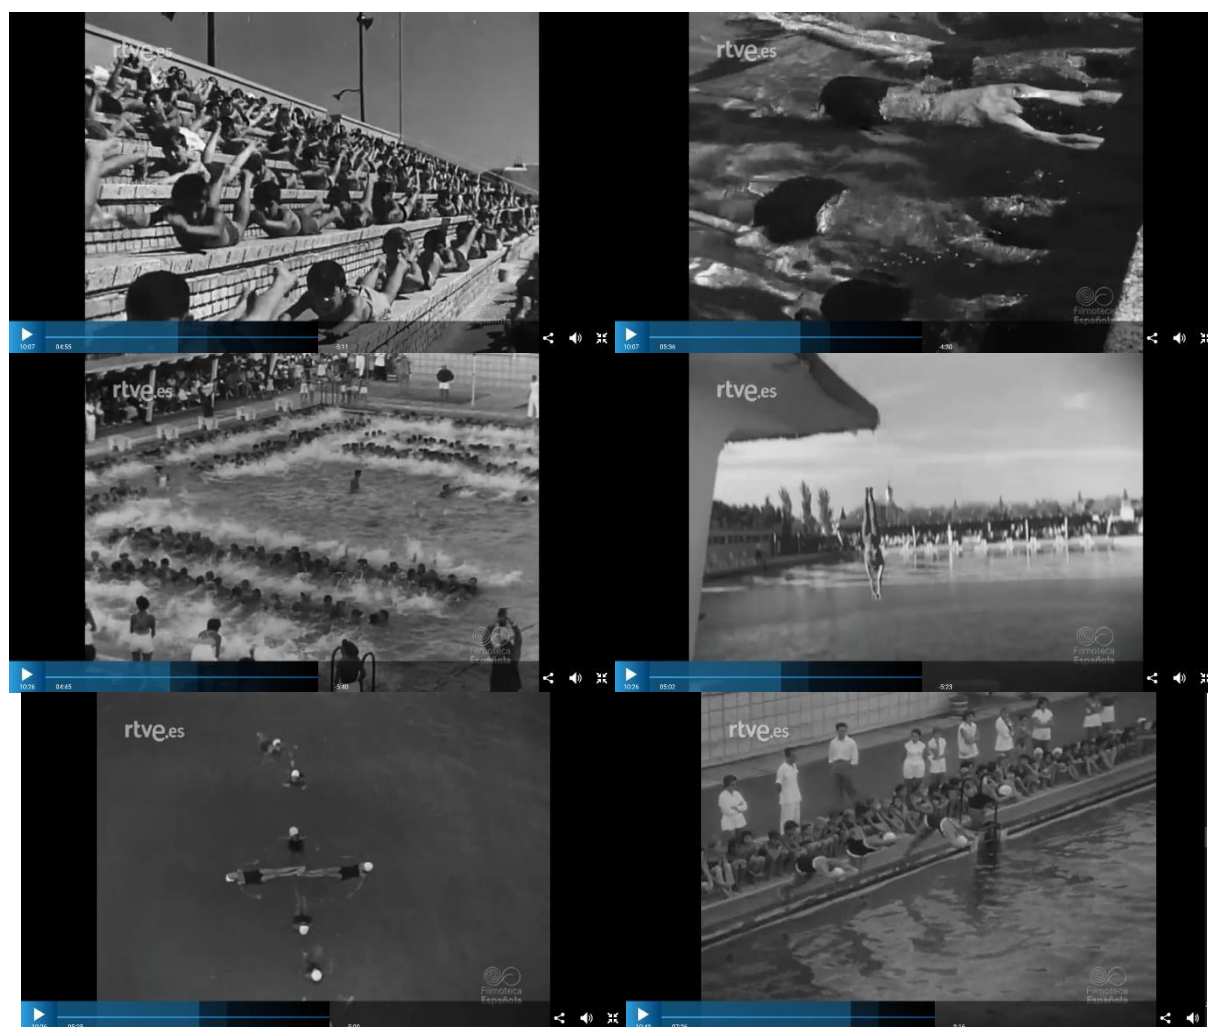 rtve.es
rtve.es
Filmoteca
Española
10:07 04:55 -5:11
10:07 05:36 -4:30
rtve.es
rtve.es
Filmoteca
Española
Filmoteca
Española
10:26 04:45 -5:40
10:26 05:02 -5:23
rtve.es
rtve.es
Filmoteca
Española
Filmoteca
Española